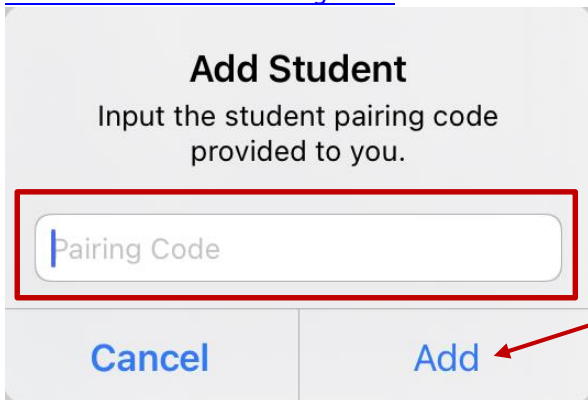 Add Student
Input the student pairing code
provided to you.
Pairing Code
Cancel
Add